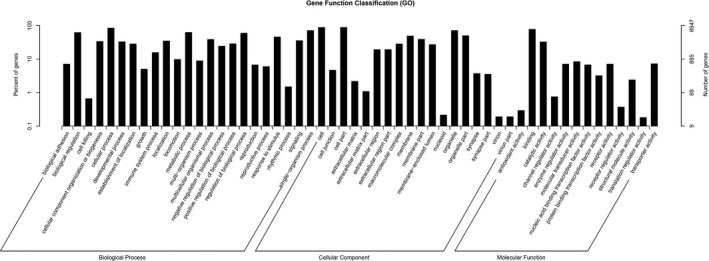 Gene Function Classification (GO)
Percent of genes
100
10
1
0.1
Number of genes
8947
895
89
9
biological adhesion
biological regulation
cell killing
cellular component organization or biogenesis
cellular process
developmental process
establishment of localization
growth
immune system process
localization
locomotion
metabolic process
multi-organism process
multicellular organismal process
negative regulation of biological process
positive regulation of biological process
regulation of biological process
reproduction
reproductive process
response to stimulus
rhythmic process
signaling
single-organism process
cell
cell junction
cell part
extracellular matrix
extracellular matrix part
extracellular region
extracellular region part
macromolecular complex
membrane
membrane part
membrane-enclosed lumen
nucleoid
organelle
organelle part
synapse
synapse part
virion
virion part
antioxidant activity
binding
catalytic activity
channel regulator activity
enzyme regulator activity
molecular transducer activity
nucleic acid binding transcription factor activity
protein binding transcription factor activity
receptor activity
receptor regulator activity
structural molecule activity
translation regulator activity
transporter activity
Biological Process
Cellular Component
Molecular Function